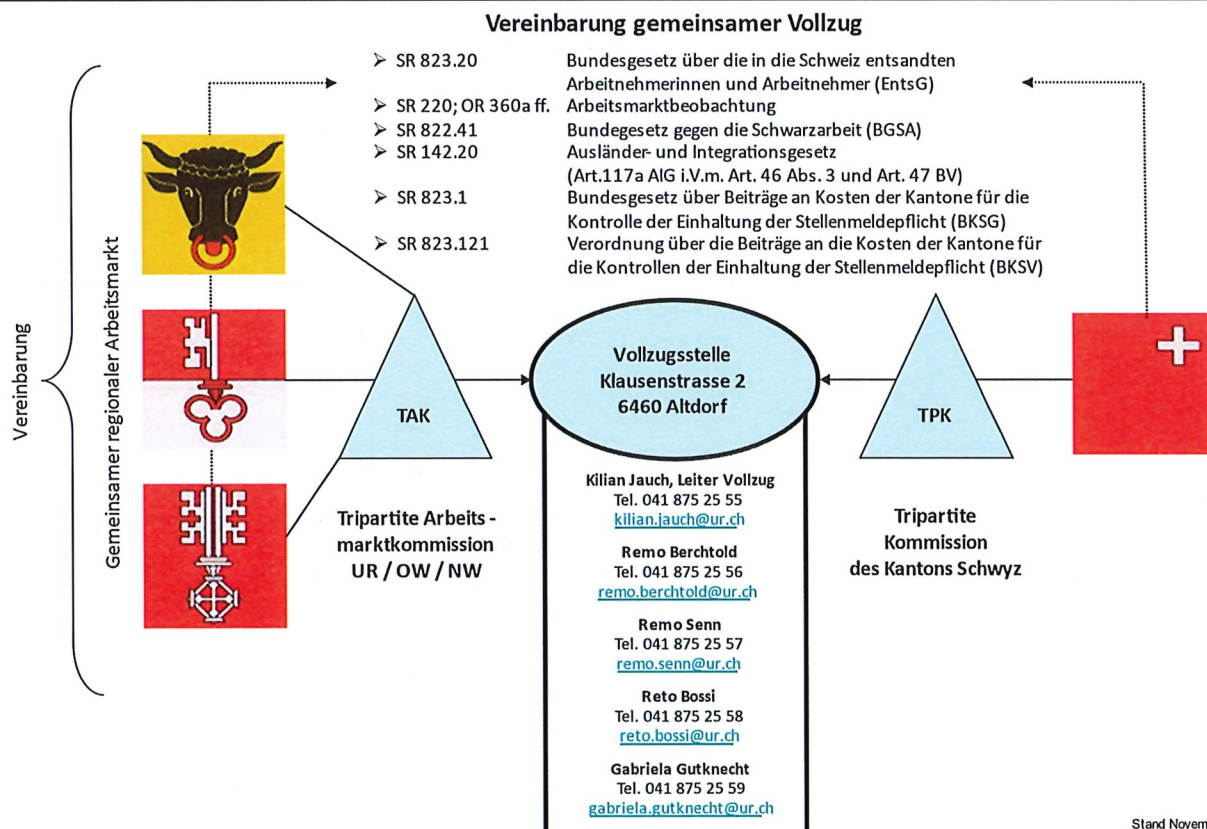 Vereinbarung gemeinsamer Vollzug
➢ SR 823.20 Bundesgesetz über die in die Schweiz entsandten
Arbeitnehmerinnen und Arbeitnehmer (EntsG)
➢ SR 220; OR 360a ff. Arbeitsmarktbeobachtung
➢ SR 822.41 Bundegesetz gegen die Schwarzarbeit (BGSA)
➢ SR 142.20 Ausländer- und Integrationsgesetz
(Art.117a AIG i.V.m. Art. 46 Abs. 3 und Art. 47 BV)
➢ SR 823.1 Bundesgesetz über Beiträge an Kosten der Kantone für die
Kontrolle der Einhaltung der Stellenmeldepflicht (BKSG)
➢ SR 823.121 Verordnung über die Beiträge an die Kosten der Kantone für
die Kontrollen der Einhaltung der Stellenmeldepflicht (BKSV)
Vereinbarung
Gemeinsamer regionaler Arbeitsmarkt
TAK
Tripartite Arbeits -
marktkommission
UR / OW / NW
Vollzugsstelle
Klausenstrasse 2
6460 Altdorf
Kilian Jauch, Leiter Vollzug
Tel. 041 875 25 55
kilian.jauch@ur.ch
Remo Berchtold
Tel. 041 875 25 56
remo.berchtold@ur.ch
Remo Senn
Tel. 041 875 25 57
remo.senn@ur.ch
Reto Bossi
Tel. 041 875 25 58
reto.bossi@ur.ch
Gabriela Gutknecht
Tel. 041 875 25 59
gabriela.gutknecht@ur.ch
TPK
Tripartite
Kommission
des Kantons Schwyz
Stand Novem